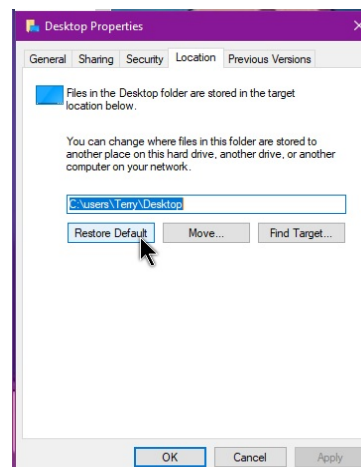 Desktop Properties
General Sharing Security Location Previous Versions
Files in the Desktop folder are stored in the target
location below.
You can change where files in this folder are stored to
another place on this hard drive, another drive, or another
computer on your network.
C:\users\Terry\Desktop
Restore Default Move... Find Target...
OK Cancel Apply